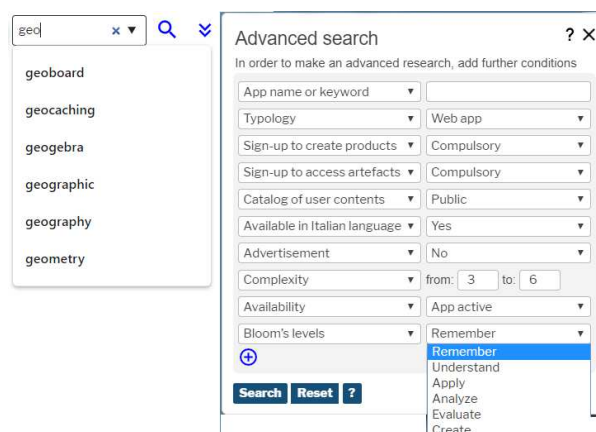 geo
geoboard
geocaching
geogebra
geographic
geography
geometry
Advanced search ?
In order to make an advanced research, add further conditions
App name or keyword
Typology Web app
Sign-up to create products Compulsory
Sign-up to access artefacts Compulsory
Catalog of user contents Public
Available in Italian language Yes
Advertisement No
Complexity from: 3 to: 6
Availability App active
Bloom's levels Remember
Remember
Understand
Apply
Analyze
Evaluate
Create
Search Reset ?